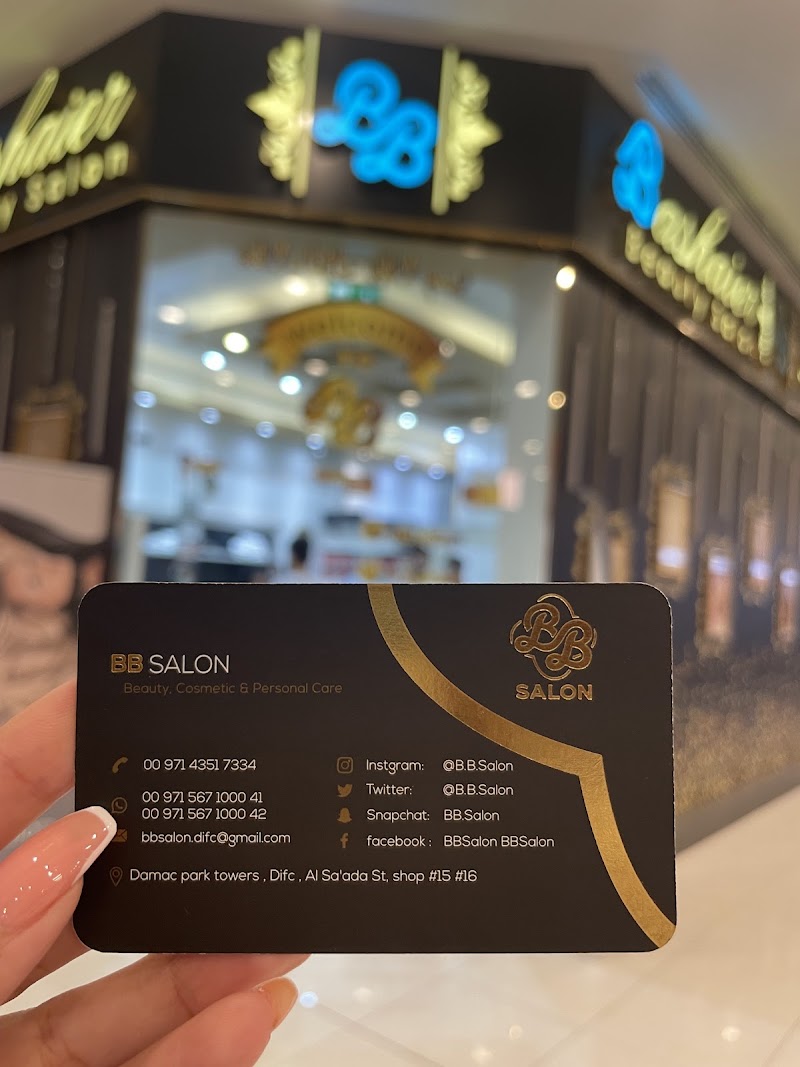 BB
Beauty Salon
Welcome
BB
BB SALON
Beauty, Cosmetic & Personal Care
BB
SALON
00 971 4351 7334
00 971 567 1000 41
00 971 567 1000 42
bbsalon.difc@gmail.com
Instgram: @B.B.Salon
Twitter: @B.B.Salon
Snapchat: BB.Salon
facebook : BBSalon BBSalon
Damac park towers , Difc , Al Sa'ada St, shop #15 #16